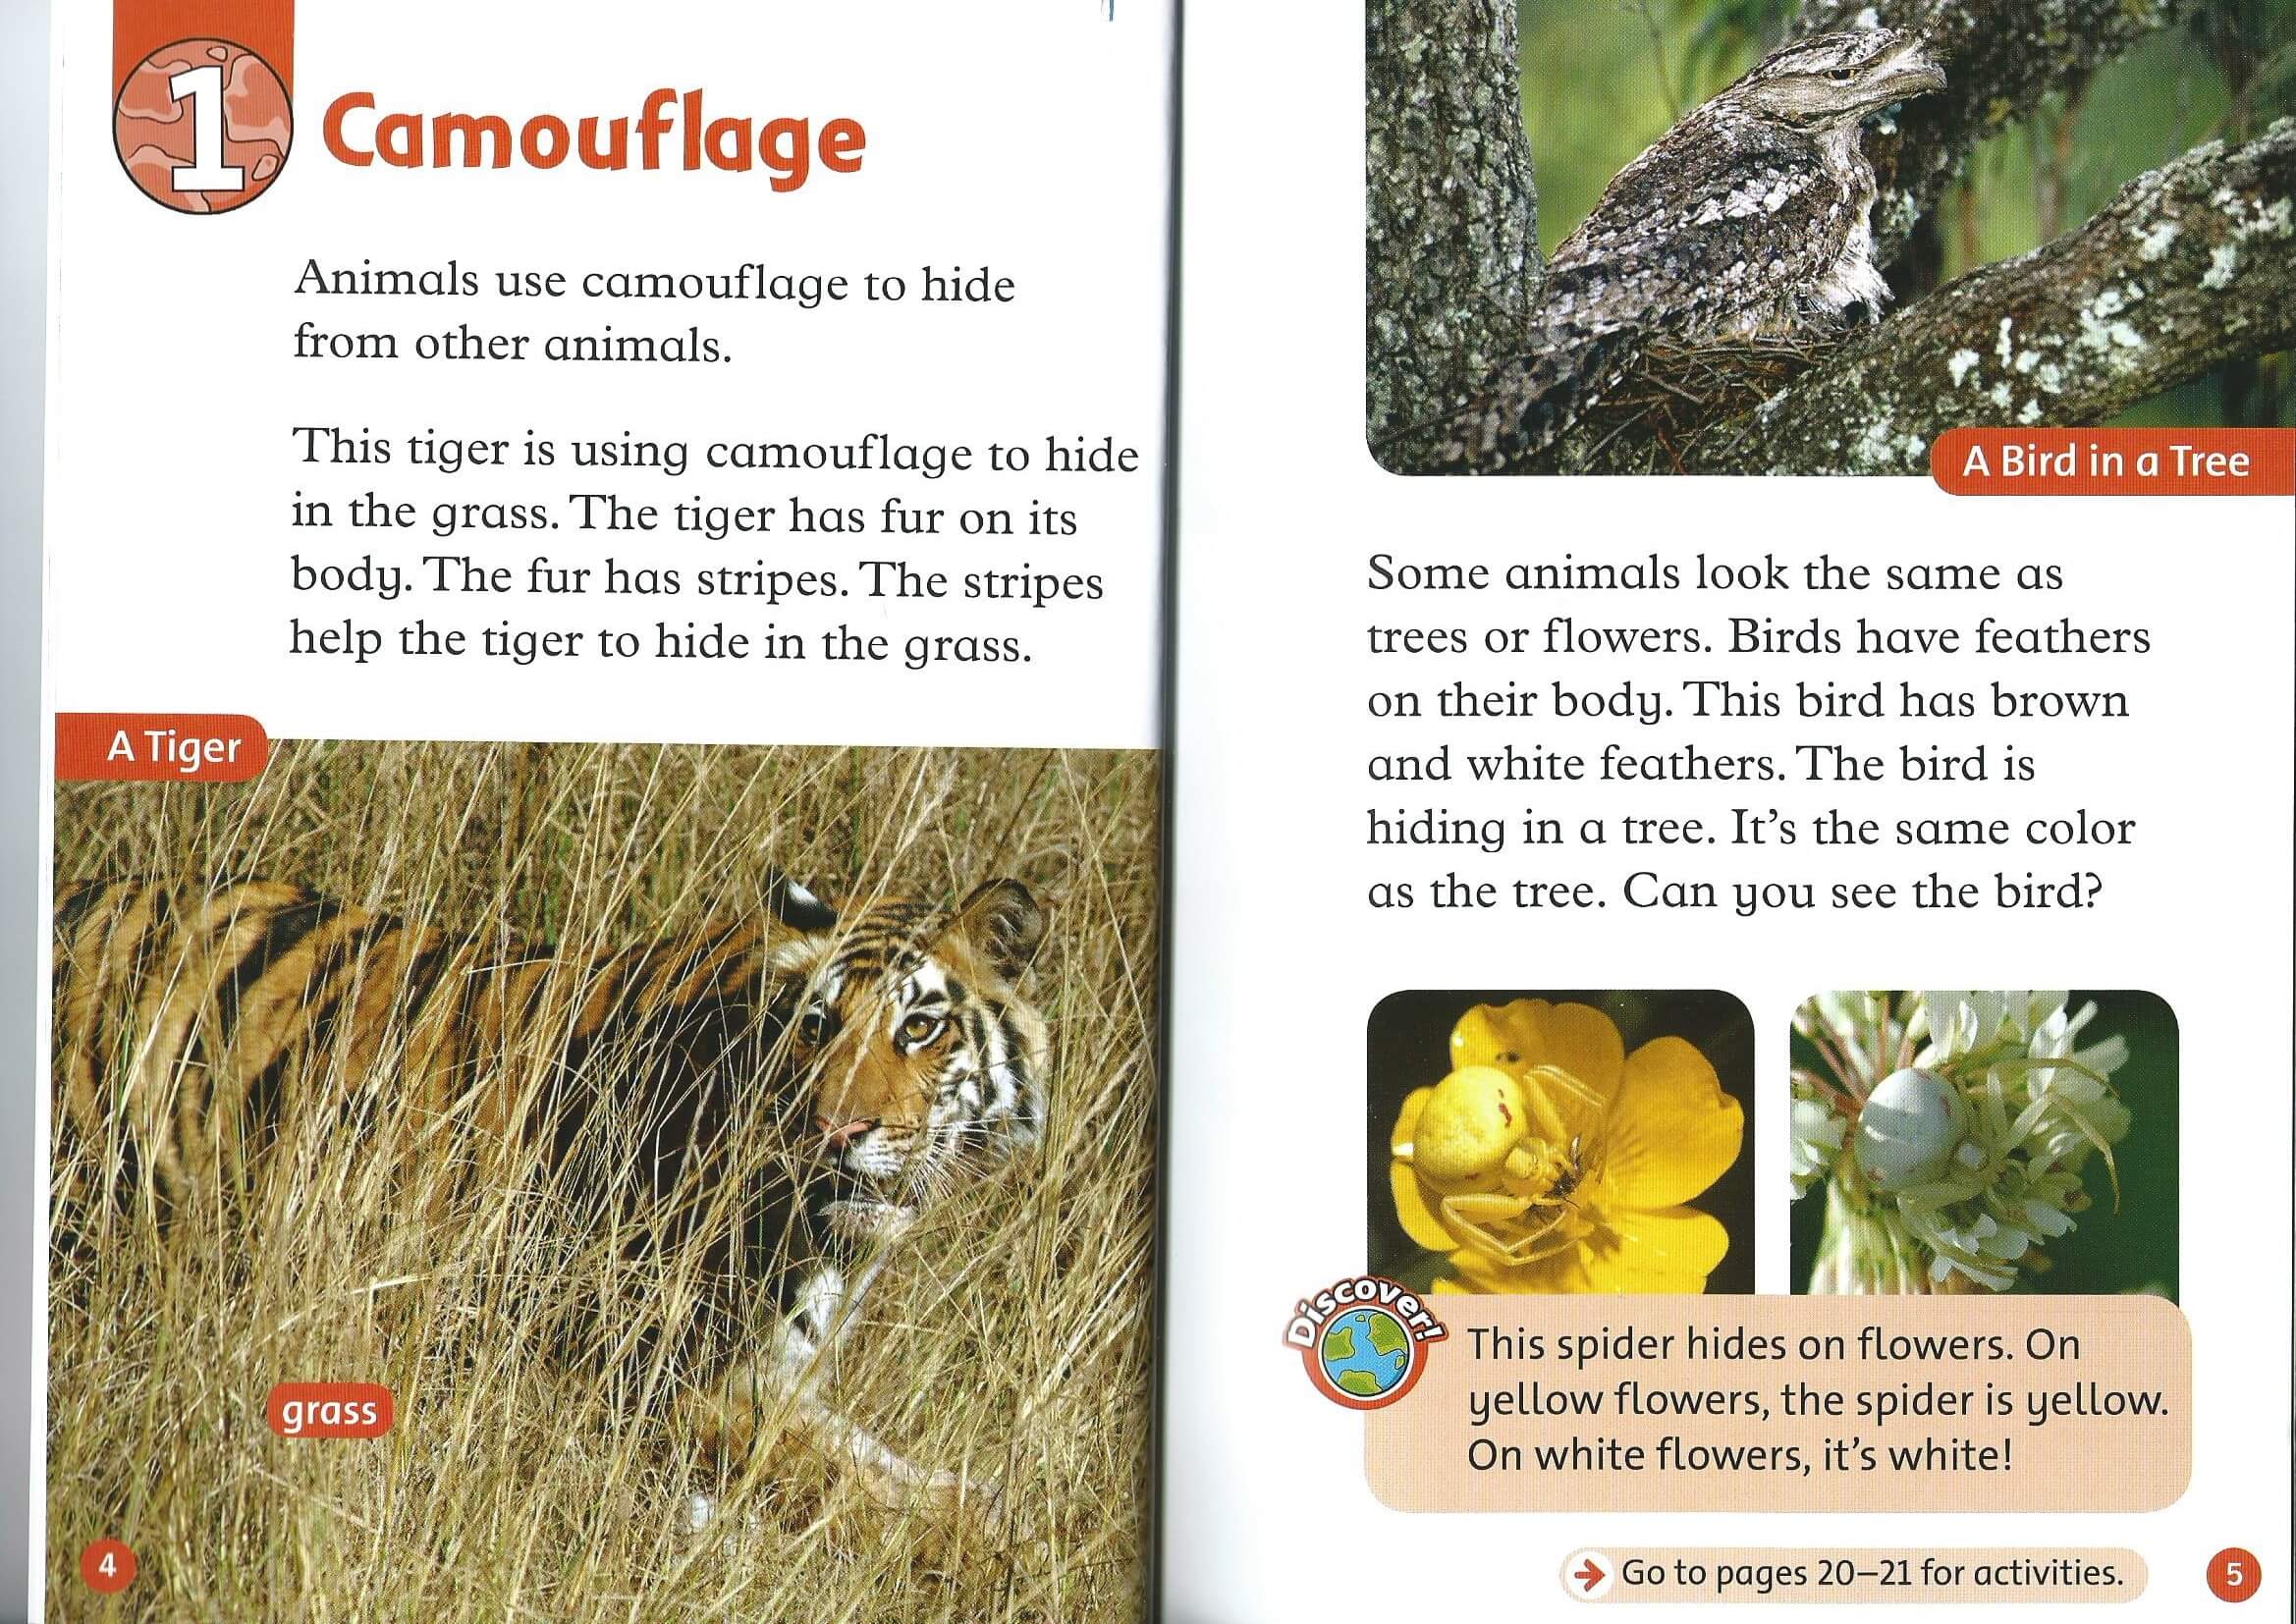 1
Camouflage
Animals use camouflage to hide
from other animals.
This tiger is using camouflage to hide
in the grass. The tiger has fur on its
body. The fur has stripes. The stripes
help the tiger to hide in the grass.
A Tiger
grass
4
A Bird in a Tree
Some animals look the same as
trees or flowers. Birds have feathers
on their body. This bird has brown
and white feathers. The bird is
hiding in a tree. It's the same color
as the tree. Can you see the bird?
Discover!
This spider hides on flowers. On
yellow flowers, the spider is yellow.
On white flowers, it's white!
Go to pages 20–21 for activities.
5